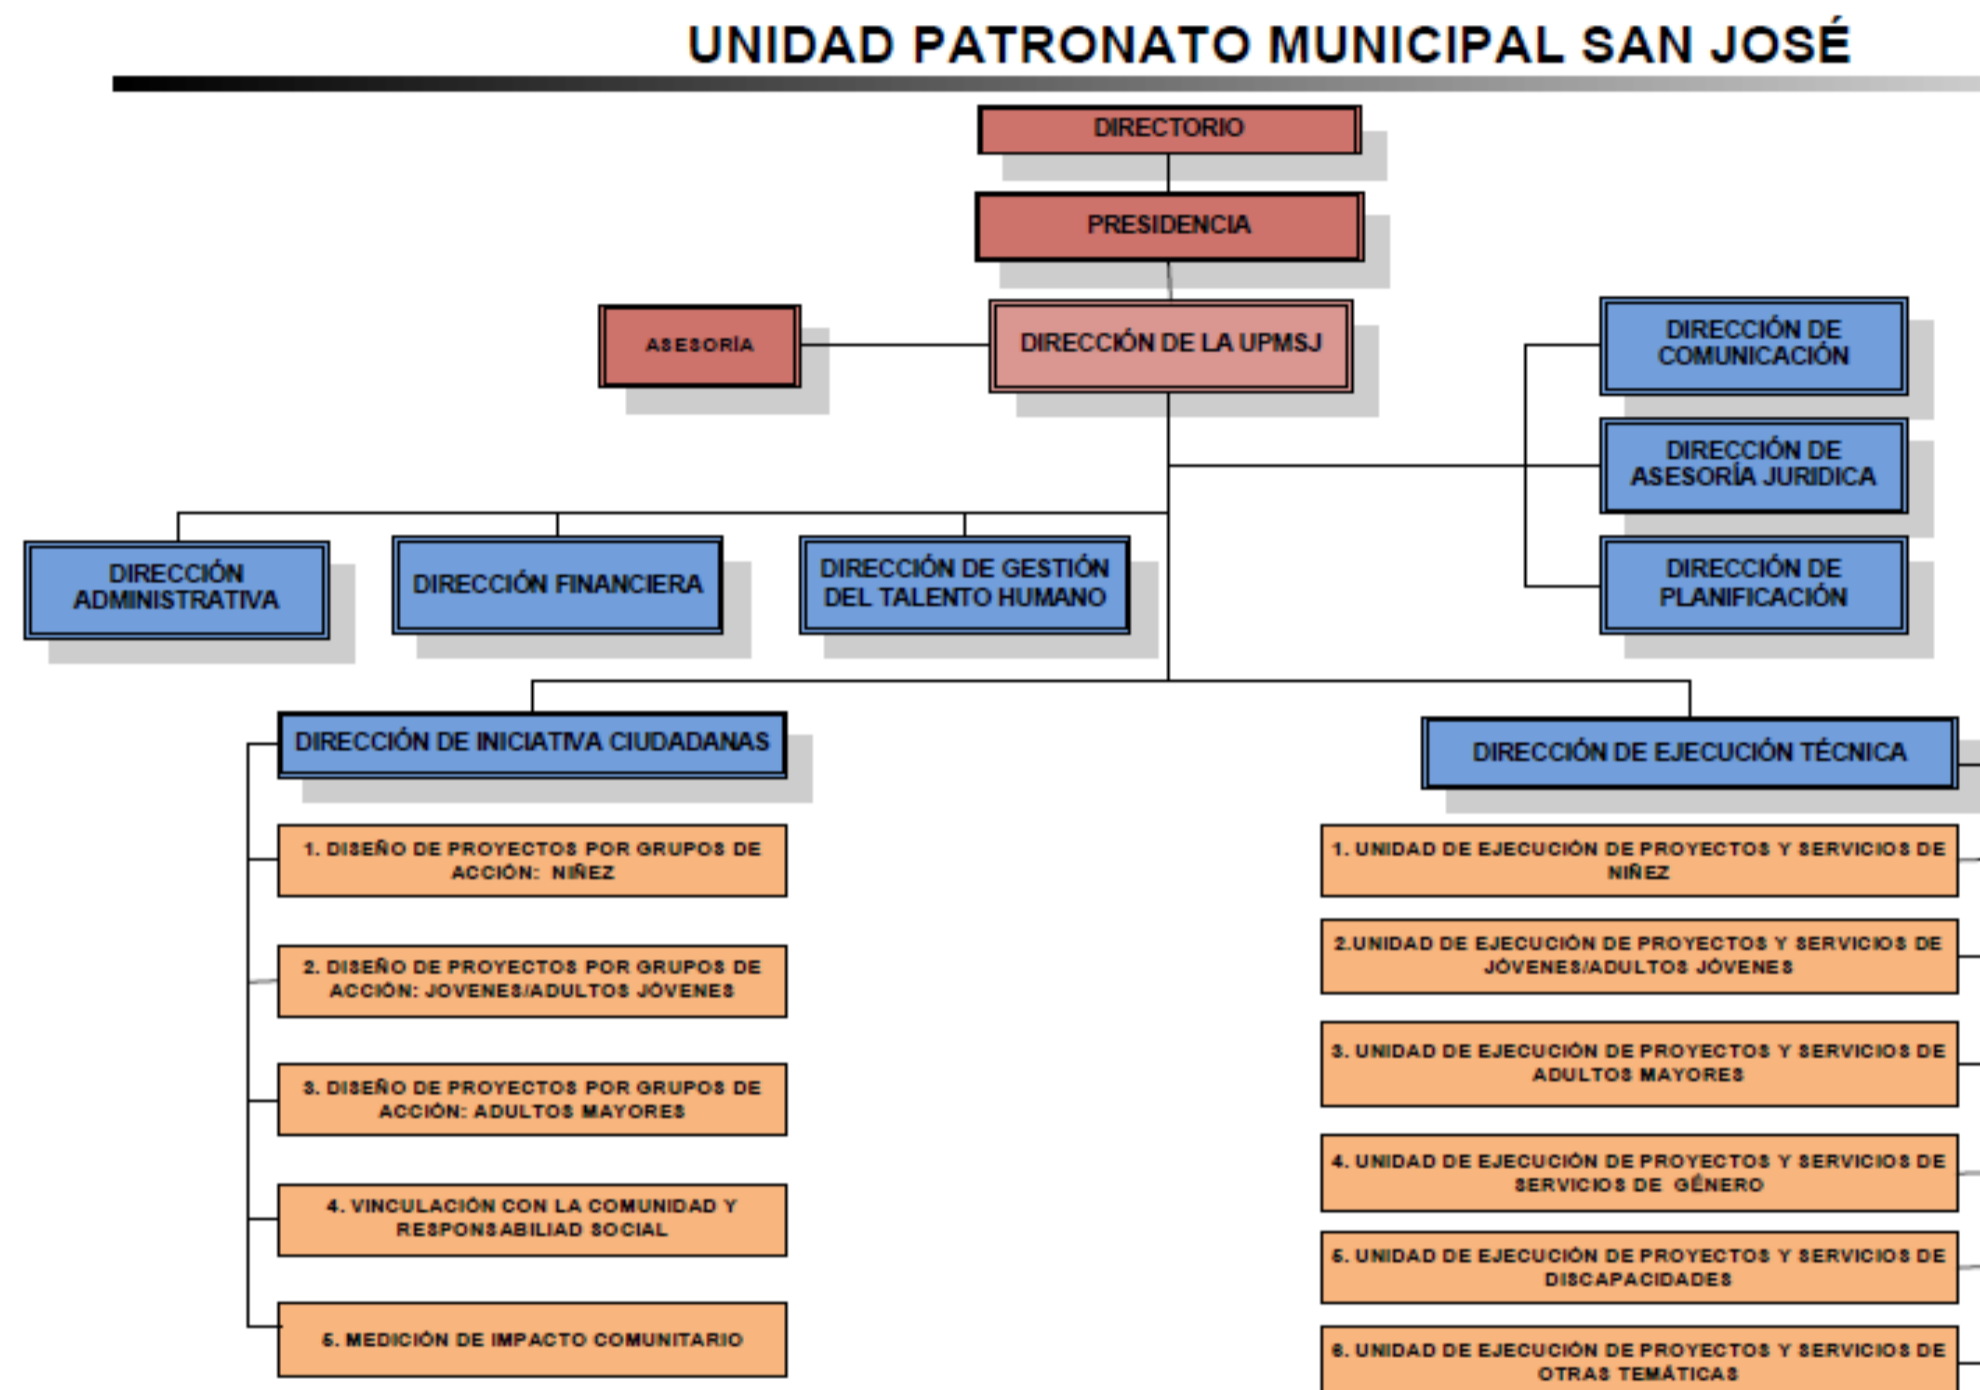 UNIDAD PATRONATO MUNICIPAL SAN JOSÉ
DIRECTORIO
PRESIDENCIA
ASESORÍA
DIRECCIÓN DE LA UPMSJ
DIRECCIÓN DE
COMUNICACIÓN
DIRECCIÓN DE
ASESORÍA JURIDICA
DIRECCIÓN DE
PLANIFICACIÓN
DIRECCIÓN
ADMINISTRATIVA
DIRECCIÓN FINANCIERA
DIRECCIÓN DE GESTIÓN
DEL TALENTO HUMANO
DIRECCIÓN DE INICIATIVA CIUDADANAS
1. DISEÑO DE PROYECTOS POR GRUPOS DE
ACCIÓN: NIÑEZ
2. DISEÑO DE PROYECTOS POR GRUPOS DE
ACCIÓN: JOVENES/ADULTOS JÓVENES
3. DISEÑO DE PROYECTOS POR GRUPOS DE
ACCIÓN: ADULTOS MAYORES
4. VINCULACIÓN CON LA COMUNIDAD Y
RESPONSABILIAD SOCIAL
5. MEDICIÓN DE IMPACTO COMUNITARIO
DIRECCIÓN DE EJECUCIÓN TÉCNICA
1. UNIDAD DE EJECUCIÓN DE PROYECTOS Y SERVICIOS DE
NIÑEZ
2.UNIDAD DE EJECUCIÓN DE PROYECTOS Y SERVICIOS DE
JÓVENES/ADULTOS JÓVENES
3. UNIDAD DE EJECUCIÓN DE PROYECTOS Y SERVICIOS DE
ADULTOS MAYORES
4. UNIDAD DE EJECUCIÓN DE PROYECTOS Y SERVICIOS DE
SERVICIOS DE GÉNERO
5. UNIDAD DE EJECUCIÓN DE PROYECTOS Y SERVICIOS DE
DISCAPACIDADES
6. UNIDAD DE EJECUCIÓN DE PROYECTOS Y SERVICIOS DE
OTRAS TEMÁTICAS